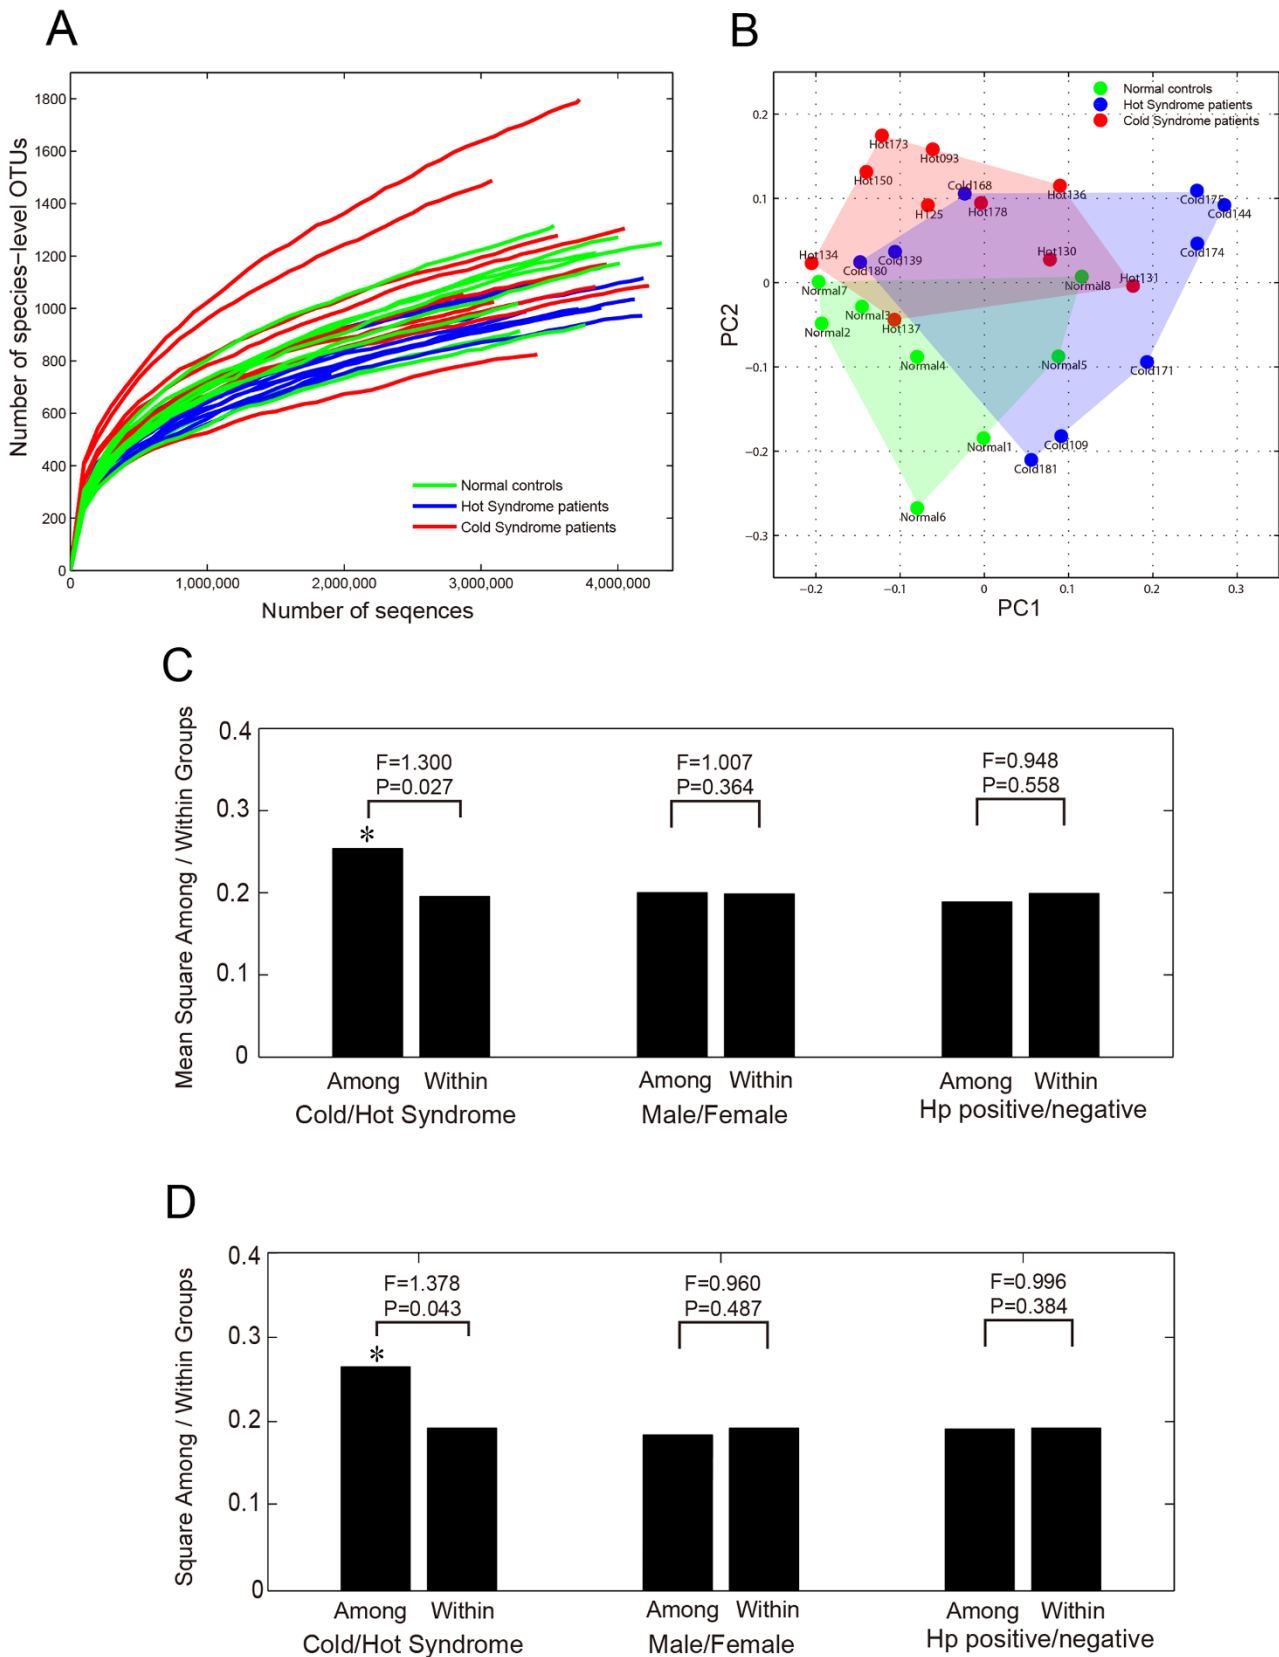 A
Number of species-level OTUs
1800
1600
1400
1200
1000
800
600
400
200
0
Normal controls
Hot Syndrome patients
Cold Syndrome patients
0
1,000,000
2,000,000
3,000,000
4,000,000
Number of seqences
B
PC2
0.2
0.1
0
−0.1
−0.2
−0.3
Normal controls
Hot Syndrome patients
Cold Syndrome patients
Hot173
Hot093
Hot150
Cold168
Hot136
H125
Hot178
Cold175
Cold144
Hot134
Cold180
Cold139
Hot130
Cold174
Normal7
Normal8
Hot131
Normal3
Normal2
Hot137
Normal4
Normal5
Cold171
Normal1
Cold109
Cold181
Normal6
−0.2
−0.1
0
0.1
0.2
0.3
PC1
C
Mean Square Among / Within Groups
0.4
0.3
0.2
0.1
0
F=1.300
P=0.027
*
F=1.007
P=0.364
F=0.948
P=0.558
Among Within
Cold/Hot Syndrome
Among Within
Male/Female
Among Within
Hp positive/negative
D
Square Among / Within Groups
0.4
0.3
0.2
0.1
0
F=1.378
P=0.043
*
F=0.960
P=0.487
F=0.996
P=0.384
Among Within
Cold/Hot Syndrome
Among Within
Male/Female
Among Within
Hp positive/negative